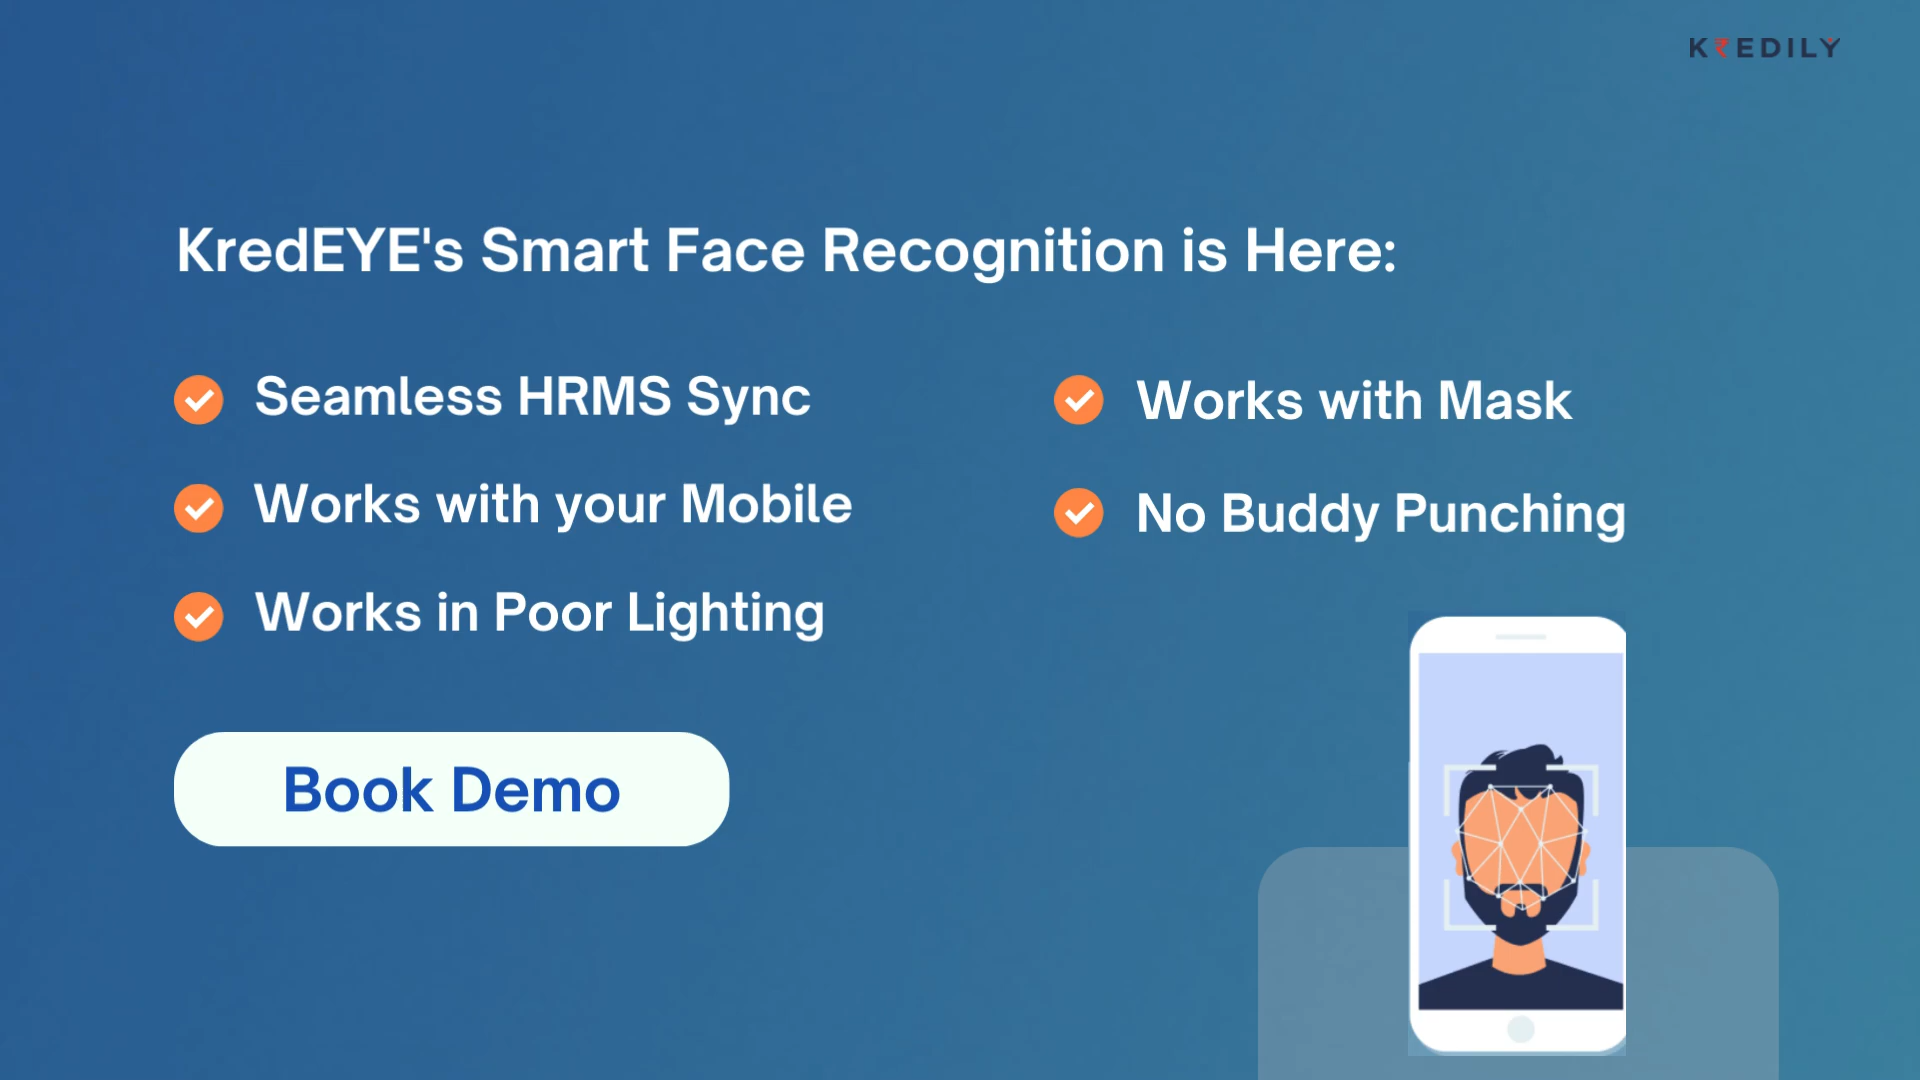 KREDILY
KredEYE's Smart Face Recognition is Here:
Seamless HRMS Sync
Works with your Mobile
Works in Poor Lighting
Works with Mask
No Buddy Punching
Book Demo